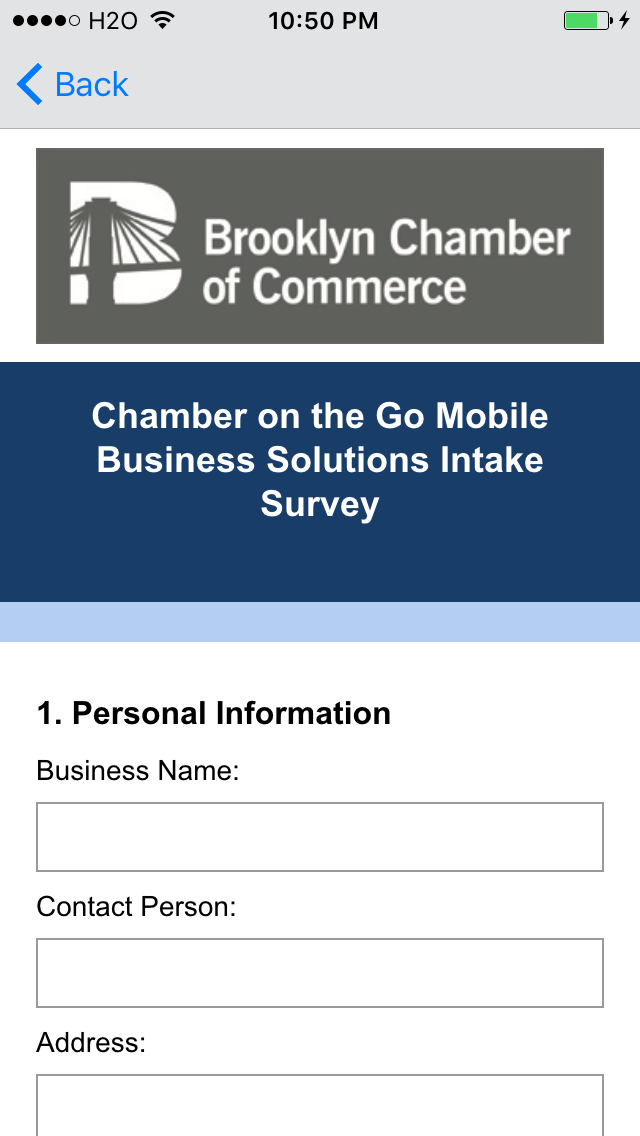 H2O 10:50 PM
Back
Brooklyn Chamber
of Commerce
Chamber on the Go Mobile
Business Solutions Intake
Survey
1. Personal Information
Business Name:
Contact Person:
Address: